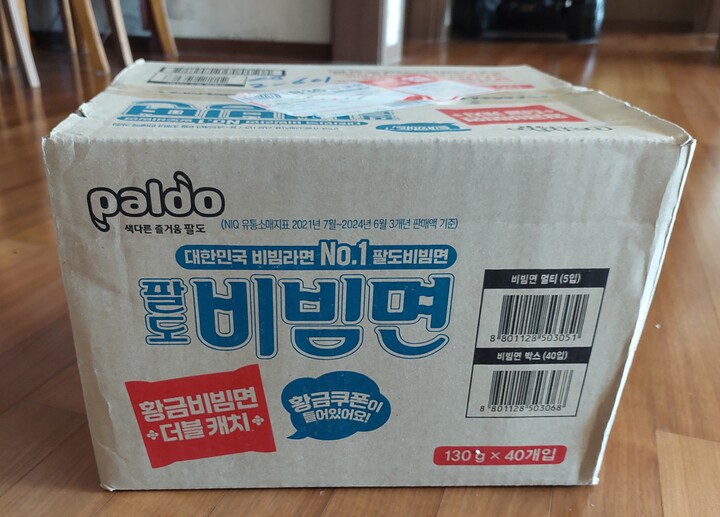 paldo
색다른 즐거움 팔도
(NIQ 유통소매지표 2021년 7월~2024년 6월 3개년 판매액 기준)
대한민국 비빔라면 No.1 팔도비빔면
팔도 비빔면
황금비빔면
더블 캐치
황금쿠폰이
들어있어요!
비빔면 멀티 (5입)
8 801128 503051
비빔면 박스 (40입)
8 801128 503068
130 g × 40개입